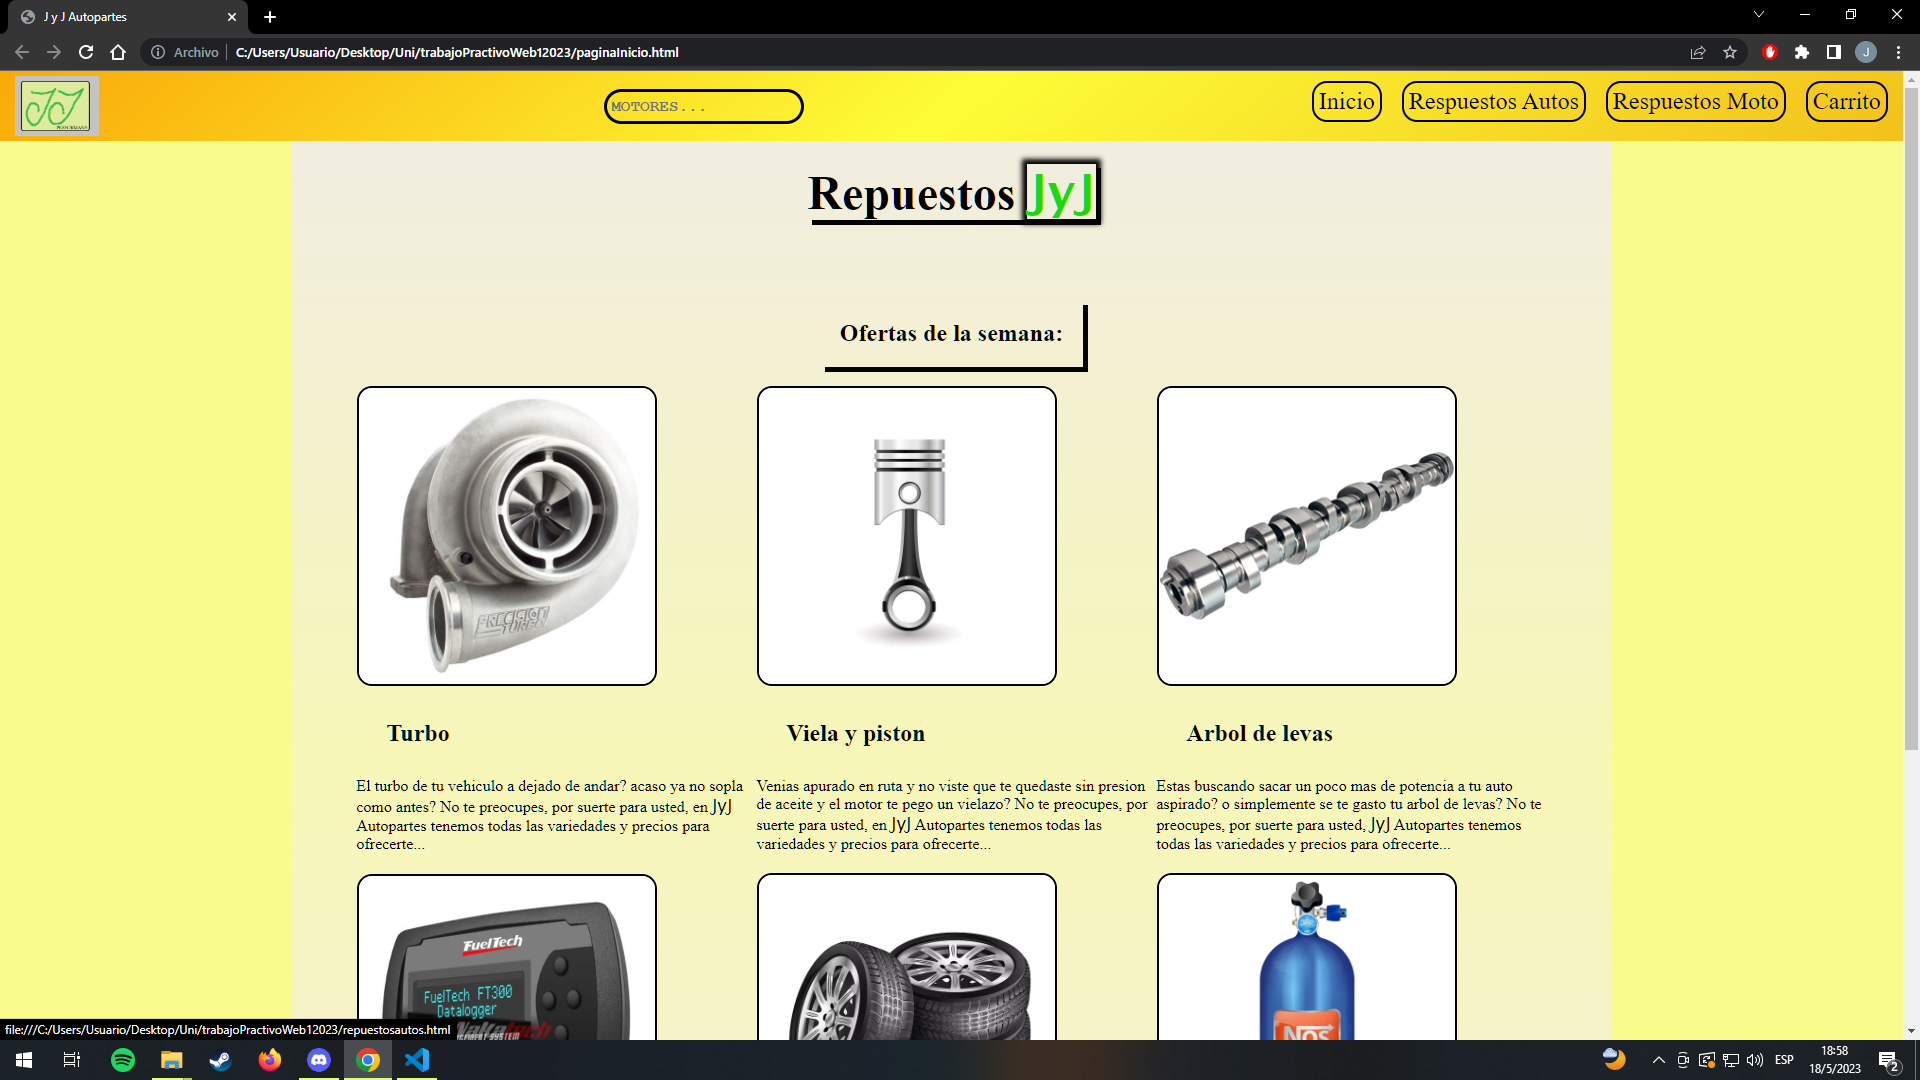 J y J Autopartes
Archivo
C:/Users/Usuario/Desktop/Uni/trabajoPractivoWeb12023/paginaInicio.html
J
JJ
MOTORES...
Inicio
Respuestos Autos
Respuestos Moto
Carrito
Repuestos JyJ
Ofertas de la semana:
PRECISION
TURBO
Turbo
Viela y piston
Arbol de levas
El turbo de tu vehiculo a dejado de andar? acaso ya no sopla
como antes? No te preocupes, por suerte para usted, en JyJ
Autopartes tenemos todas las variedades y precios para
ofrecerte...
Venias apurado en ruta y no viste que te quedaste sin presion
de aceite y el motor te pego un vielazo? No te preocupes, por
suerte para usted, en JyJ Autopartes tenemos todas las
variedades y precios para ofrecerte...
Estas buscando sacar un poco mas de potencia a tu auto
aspirado? o simplemente se te gasto tu arbol de levas? No te
preocupes, por suerte para usted, JyJ Autopartes tenemos
todas las variedades y precios para ofrecerte...
FuelTech
FuelTech FT300
Datalogger
NOS
file:///C:/Users/Usuario/Desktop/Uni/trabajoPractivoWeb12023/repuestosautos.html
ESP
18:58
18/5/2023
2